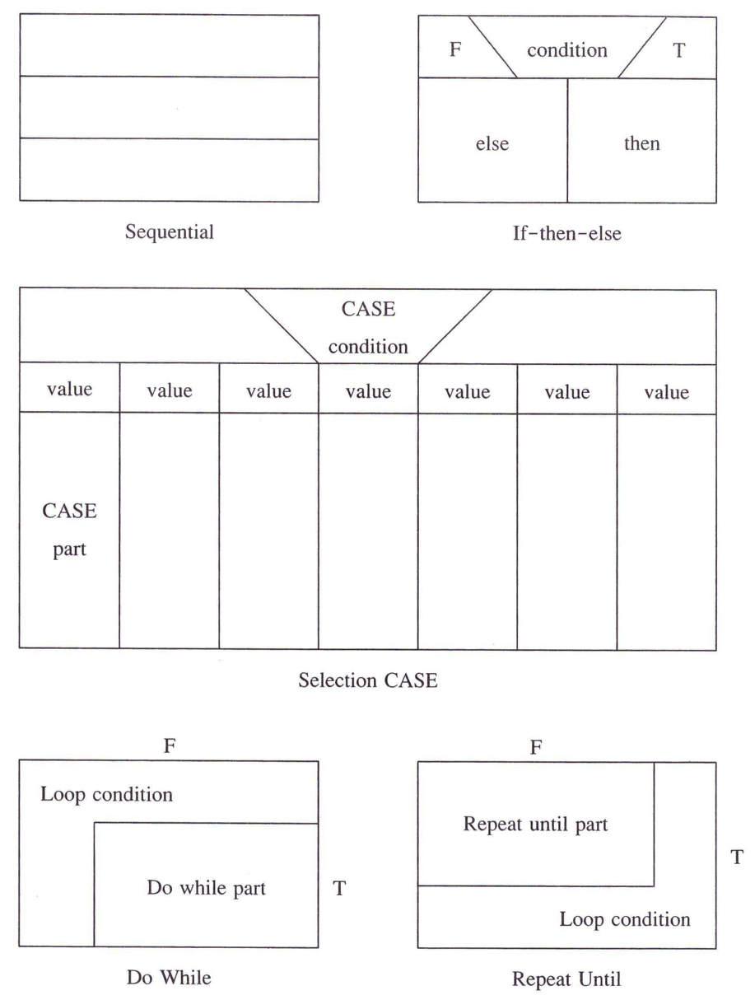 F
condition
T
else
then
Sequential
If-then-else
CASE
condition
value value value value value value value
CASE
part
Selection CASE
F
Loop condition
Do while part
T
Do While
F
Repeat until part
T
Loop condition
Repeat Until